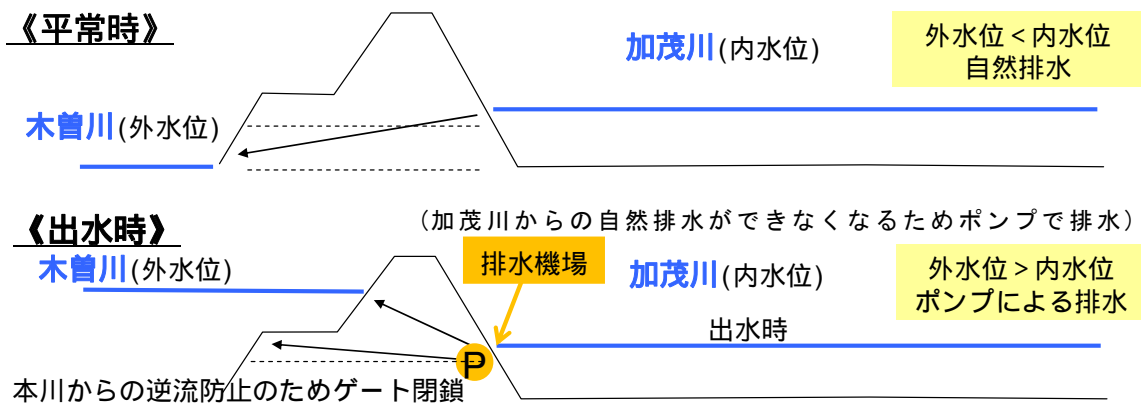 《平常時》
加茂川(内水位)
外水位<内水位
自然排水
木曽川(外水位)
《出水時》
(加茂川からの自然排水ができなくなるためポンプで排水)
木曽川(外水位)
排水機場
加茂川(内水位)
外水位>内水位
ポンプによる排水
出水時
P
本川からの逆流防止のためゲート閉鎖